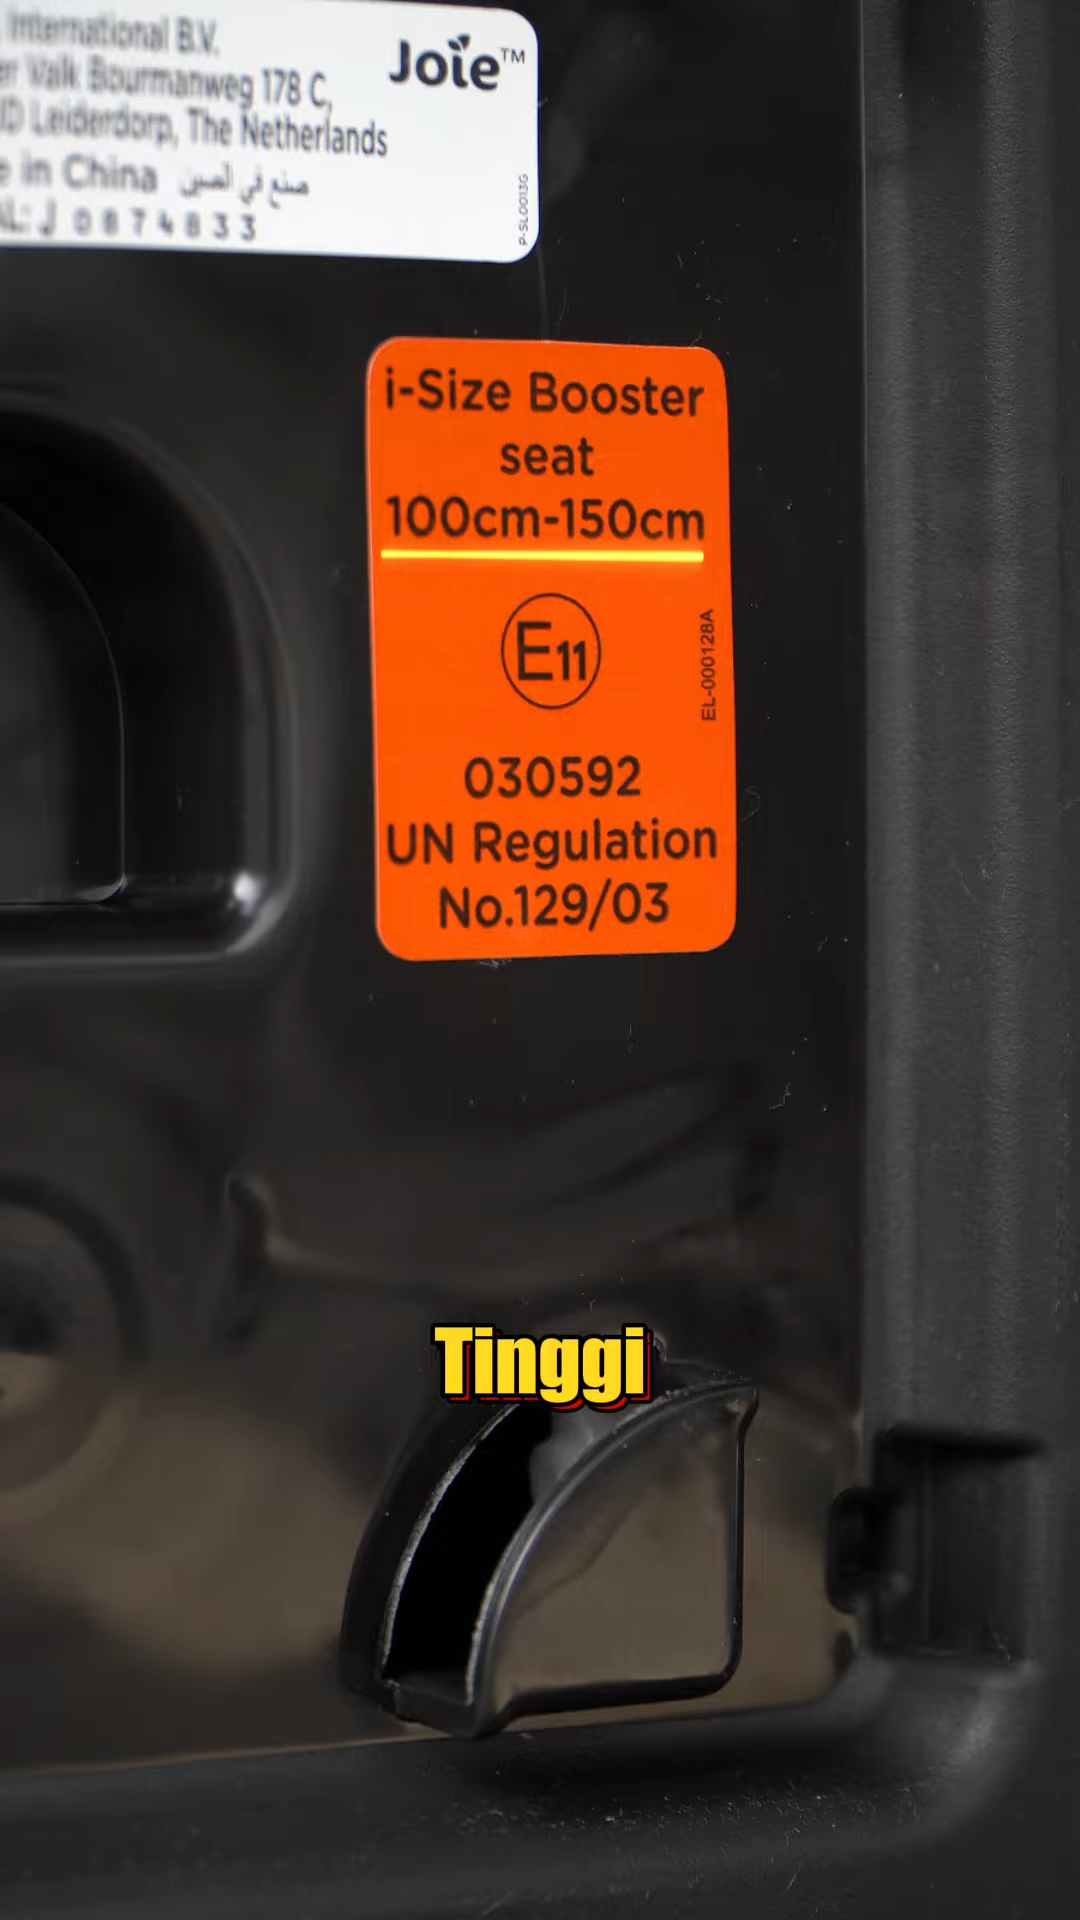 International B.V.
Joie™
Valk Bourmanweg 178 C,
Leiderdorp, The Netherlands
in China صنع في الصين
J 0874833
P-SL0013G
i-Size Booster
seat
100cm-150cm
E11
EL-000128A
030592
UN Regulation
No.129/03
Tinggi